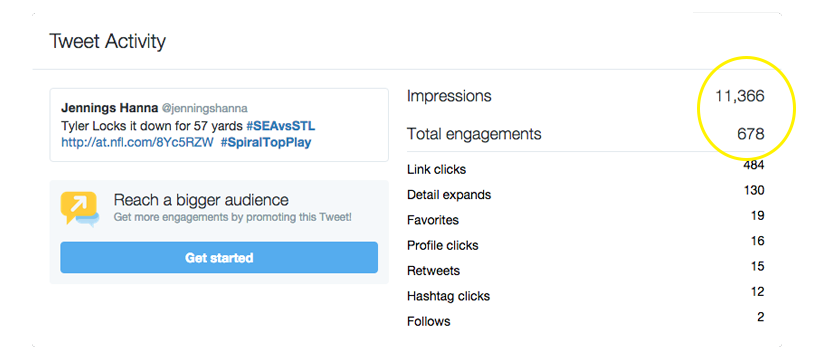 Tweet Activity
Jennings Hanna @jenningshanna
Tyler Locks it down for 57 yards #SEAvsSTL
http://at.nfl.com/8Yc5RZW #SpiralTopPlay
Reach a bigger audience
Get more engagements by promoting this Tweet!
Get started
Impressions 11,366
Total engagements 678
Link clicks 484
Detail expands 130
Favorites 19
Profile clicks 16
Retweets 15
Hashtag clicks 12
Follows 2